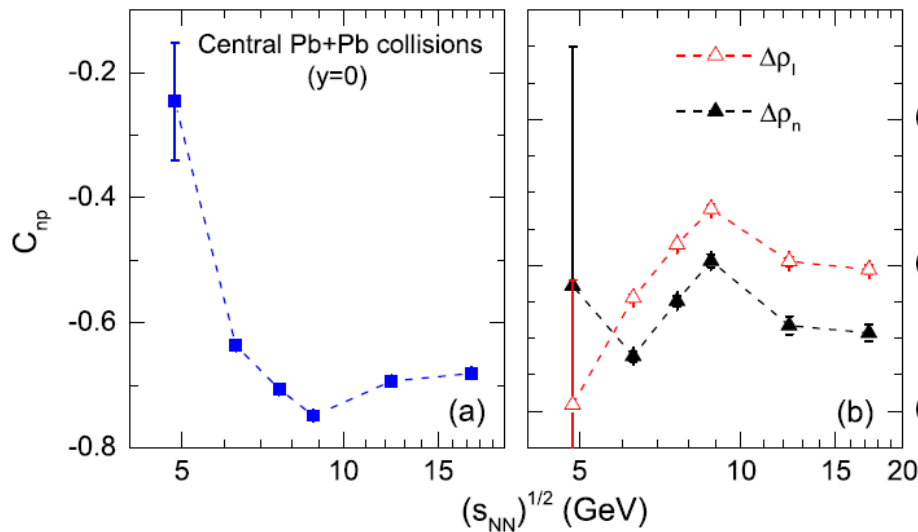 Central Pb+Pb collisions
(y=0)
Δρ_I
Δρ_n
-0.2
-0.4
-0.6
-0.8
C_np
(a)
(b)
5
10
15
5
10
15
20
(s_NN)^1/2 (GeV)